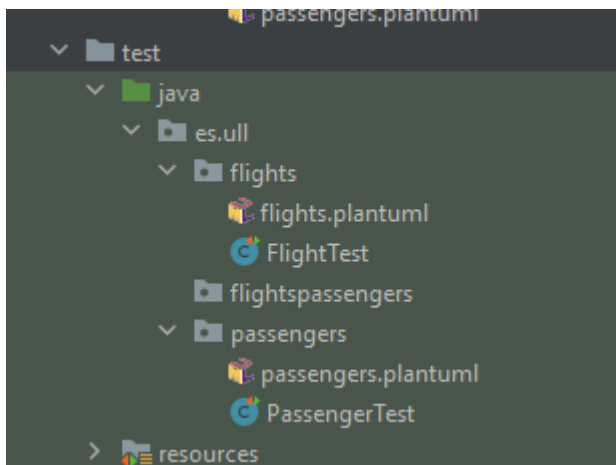 passengers.plantuml
test
java
es.ull
flights
flights.plantuml
FlightTest
flightspassengers
passengers
passengers.plantuml
PassengerTest
resources